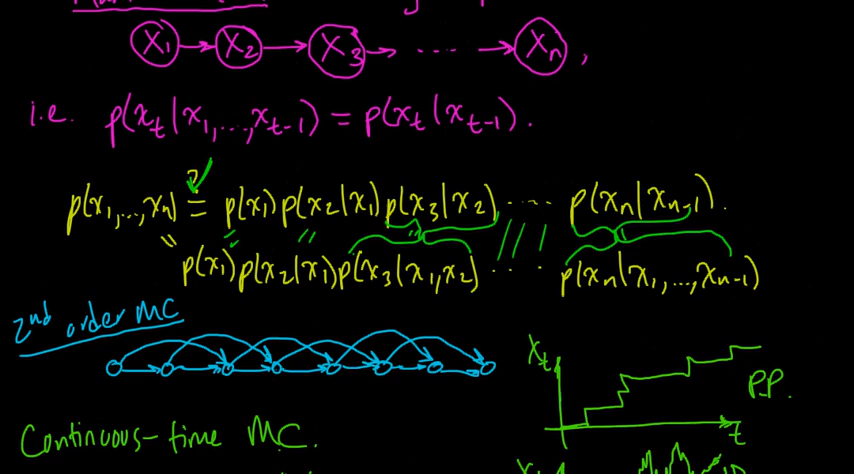 X₁ → X₂ → X₃ → ···· → Xₙ ,
i.e. p(xₜ | x₁,...,xₜ₋₁) = p(xₜ | xₜ₋₁).
?
p(x₁,...,xₙ) = p(x₁)p(x₂|x₁)p(x₃|x₂) ···· p(xₙ|xₙ₋₁).
p(x₁)p(x₂|x₁)p(x₃|x₁,x₂) ···· p(xₙ|x₁,...,xₙ₋₁)
2nd order MC
Xₜ
P.P.
t
Continuous-time MC.